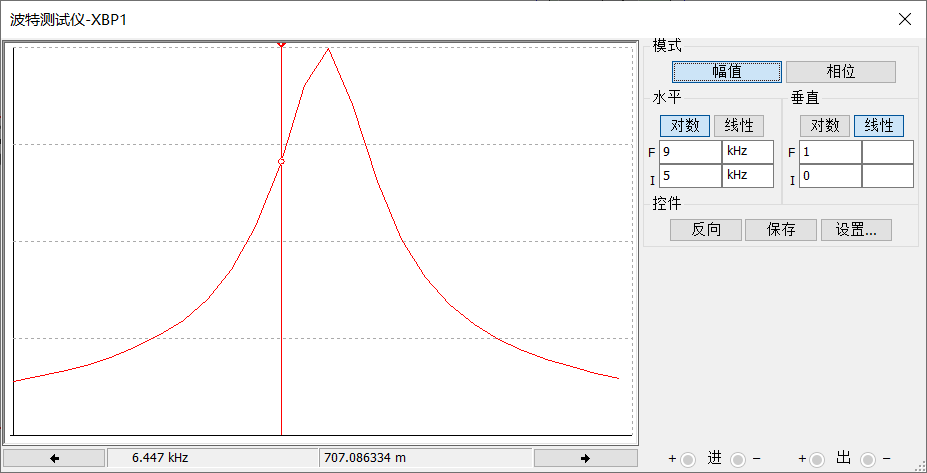 波特测试仪-XBP1
模式
幅值 相位
水平 垂直
对数 线性 对数 线性
F 9 kHz F 1
I 5 kHz I 0
控件
反向 保存 设置...
6.447 kHz 707.086334 m
+ 进 − + 出 −